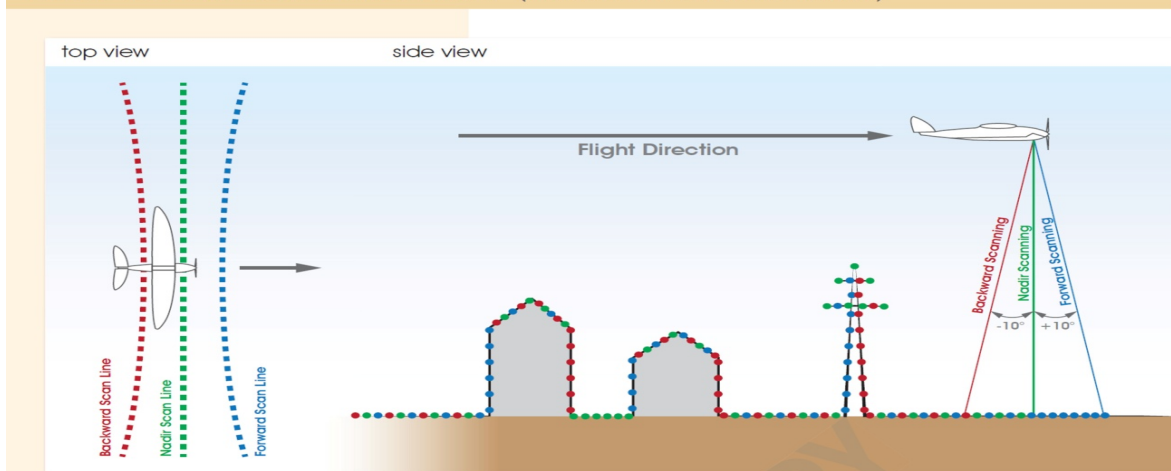 top view
side view
Flight Direction
Backward Scanning
Nadir Scanning
Forward Scanning
-10°
+10°
Backward Scan Line
Nadir Scan Line
Forward Scan Line